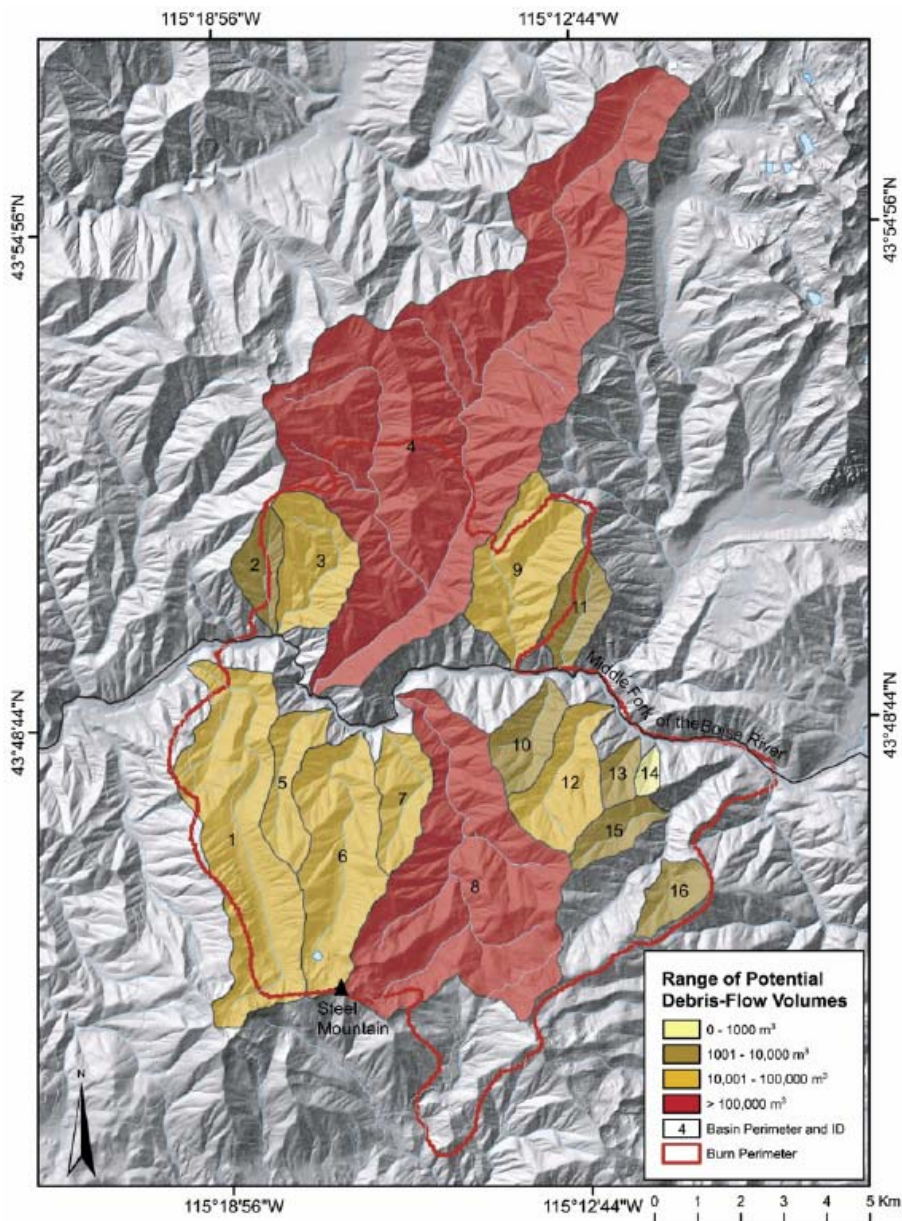 115°18'56"W
115°12'44"W
43°54'56"N
43°54'56"N
4
2
3
9
11
Middle Fork of the Boise River
43°48'44"N
43°48'44"N
10
5
12
13
14
7
1
15
6
8
16
Steel
Mountain
N
Range of Potential
Debris-Flow Volumes
0 - 1000 m³
1001 - 10,000 m³
10,001 - 100,000 m³
> 100,000 m³
4 Basin Perimeter and ID
Burn Perimeter
115°18'56"W
115°12'44"W
0 1 2 3 4 5 Km